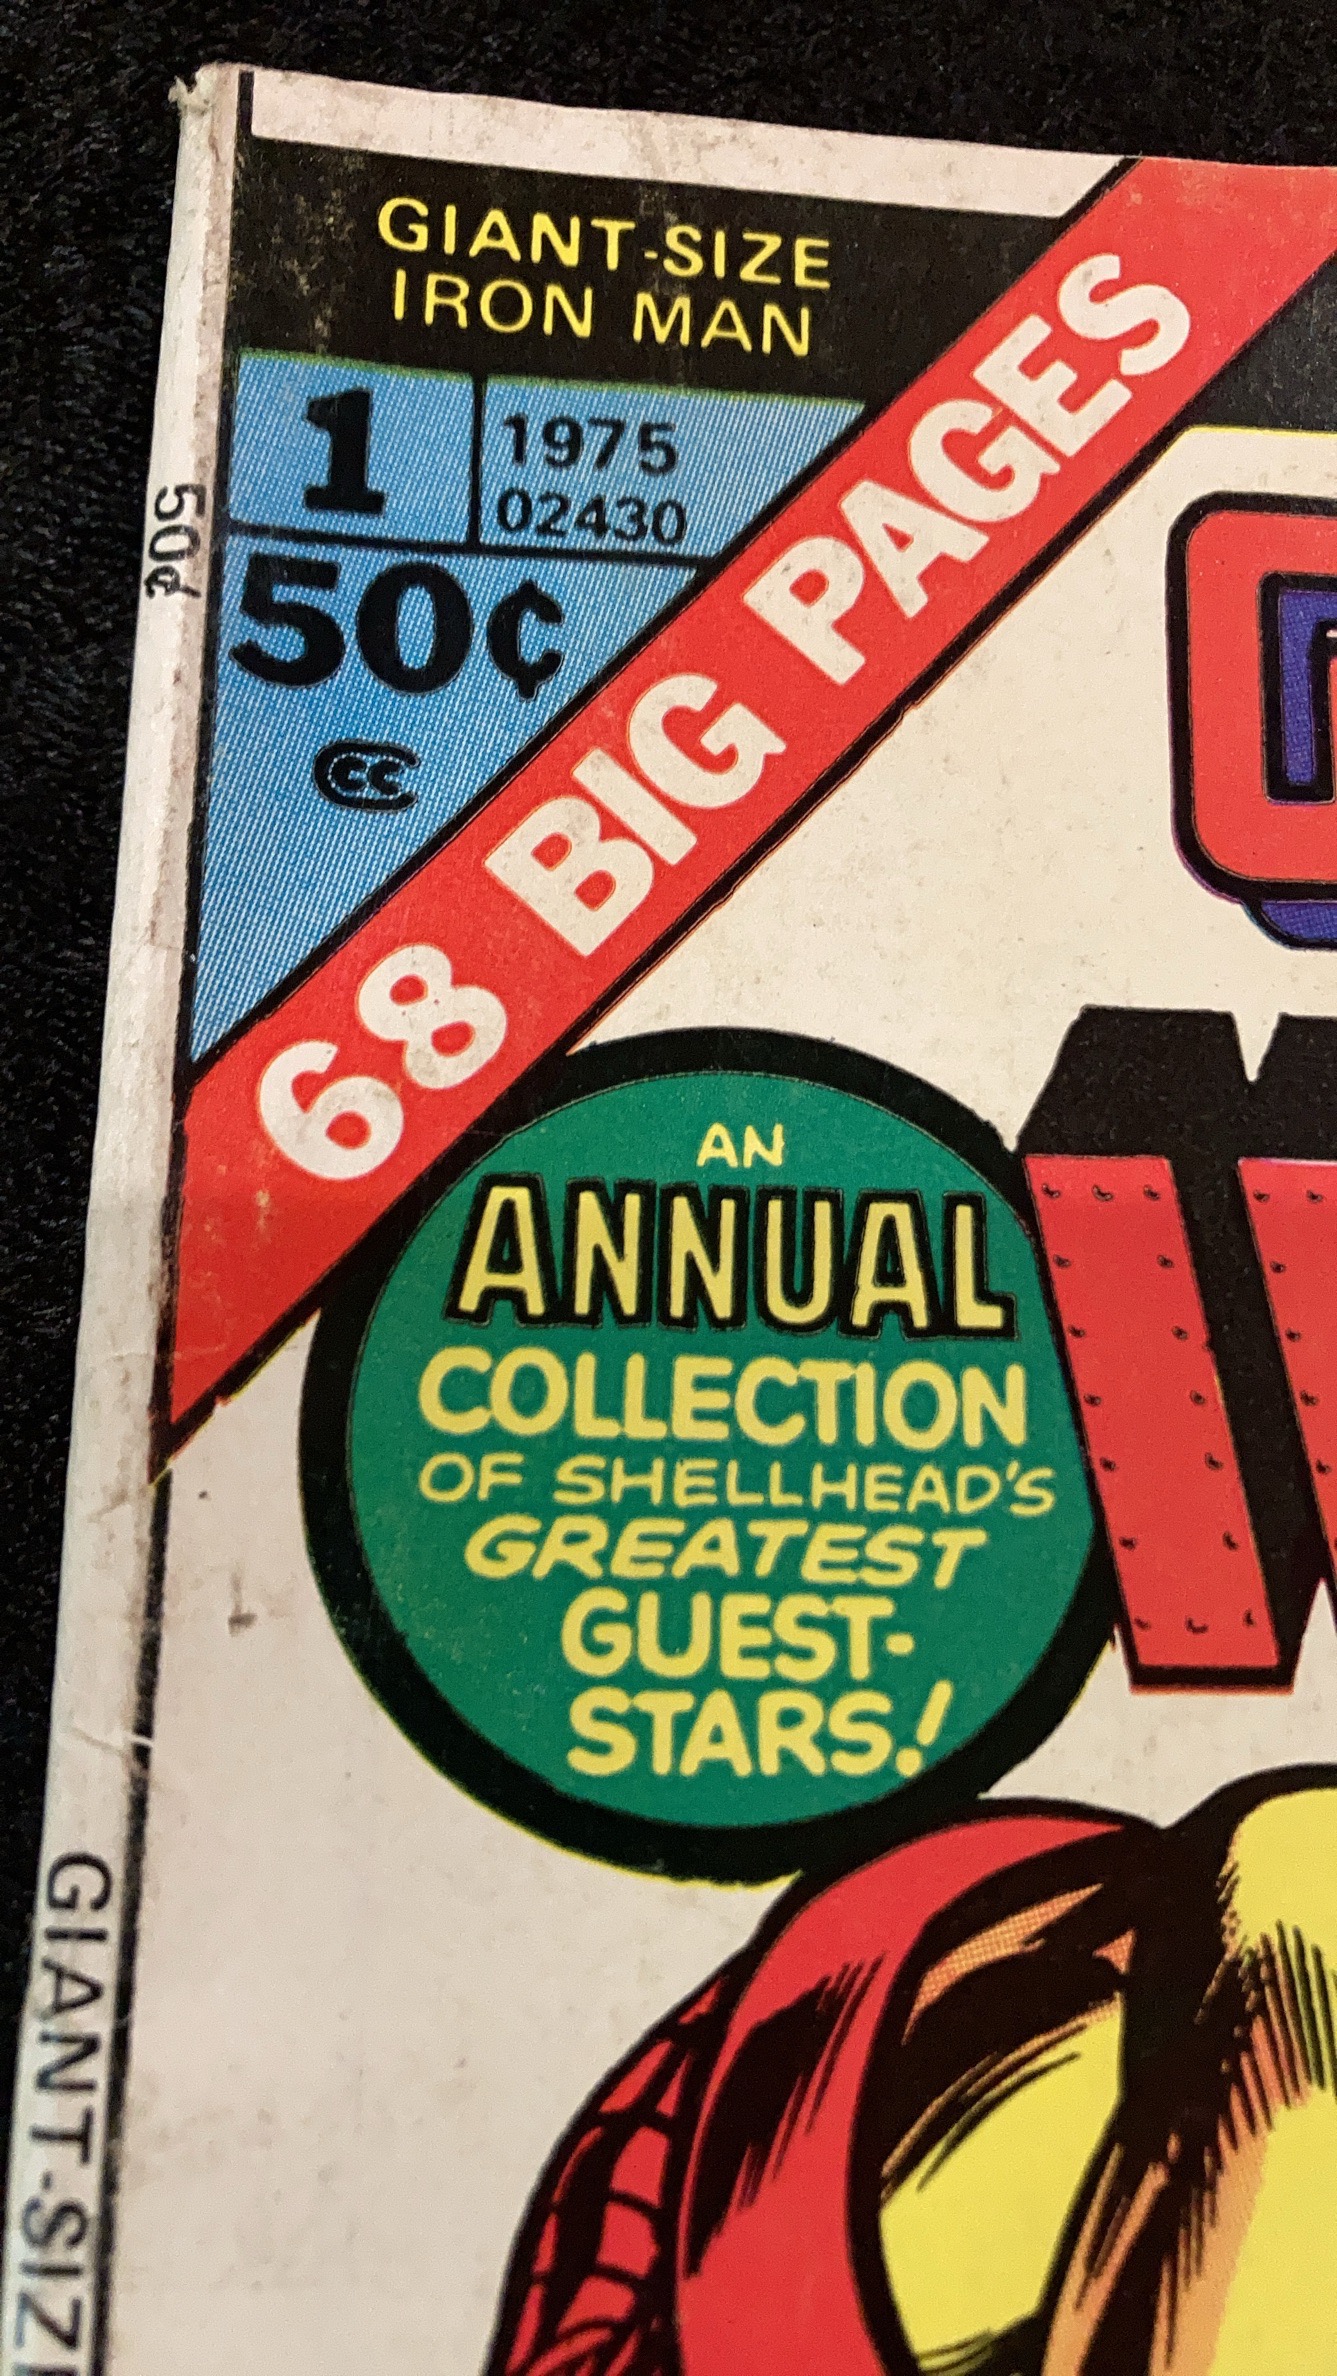 GIANT-SIZE
IRON MAN
1
1975
02430
50¢
CC
68 BIG PAGES
AN
ANNUAL
COLLECTION
OF SHELLHEAD'S
GREATEST
GUEST-
STARS!
50¢
GIANT-SIZ